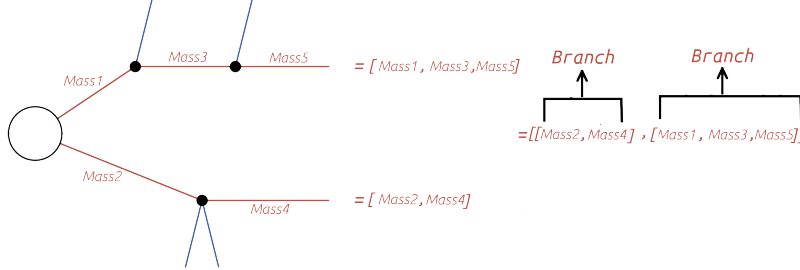 Mass1
Mass3
Mass5
=[ Mass1, Mass3,Mass5]
Mass2
Mass4
=[ Mass2,Mass4]
Branch
Branch
=[[Mass2,Mass4] ,[Mass1, Mass3,Mass5]]